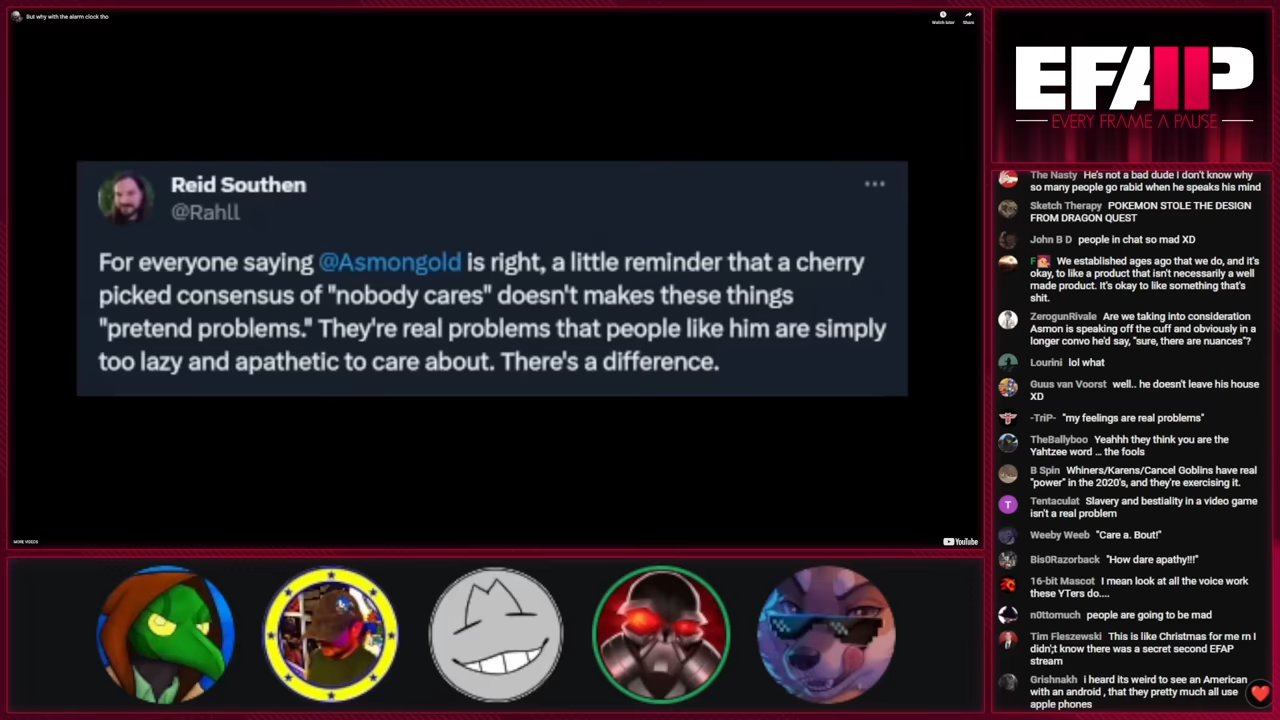 But why with the alarm clock tho
Watch later
Share
Reid Southen
@Rahll
For everyone saying @Asmongold is right, a little reminder that a cherry
picked consensus of "nobody cares" doesn't makes these things
"pretend problems." They're real problems that people like him are simply
too lazy and apathetic to care about. There's a difference.
MORE VIDEOS
YouTube
EFAP
EVERY FRAME A PAUSE
The Nasty He's not a bad dude I don't know why
so many people go rabid when he speaks his mind
Sketch Therapy POKEMON STOLE THE DESIGN
FROM DRAGON QUEST
John B D people in chat so mad XD
F We established ages ago that we do, and it's
okay, to like a product that isn't necessarily a well
made product. It's okay to like something that's
shit.
ZerogunRivale Are we taking into consideration
Asmon is speaking off the cuff and obviously in a
longer convo he'd say, "sure, there are nuances"?
Lourini lol what
Guus van Voorst well.. he doesn't leave his house
XD
-TriP- "my feelings are real problems"
TheBallyboo Yeahhh they think you are the
Yahtzee word ... the fools
B Spin Whiners/Karens/Cancel Goblins have real
"power" in the 2020's, and they're exercising it.
T
Tentaculat Slavery and bestiality in a video game
isn't a real problem
Weeby Weeb "Care a. Bout!"
Bis0Razorback "How dare apathy!!!"
16-bit Mascot I mean look at all the voice work
these YTers do....
n0ttomuch people are going to be mad
Tim Fleszewski This is like Christmas for me rn I
didn';t know there was a secret second EFAP
stream
Grishnakh i heard its weird to see an American
with an android , that they pretty much all use
apple phones